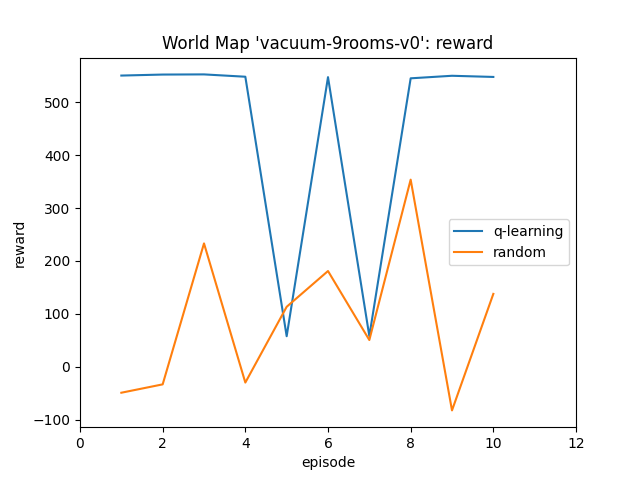 World Map 'vacuum-9rooms-v0': reward
500
400
300
200
100
0
−100
reward
q-learning
random
0 2 4 6 8 10 12
episode